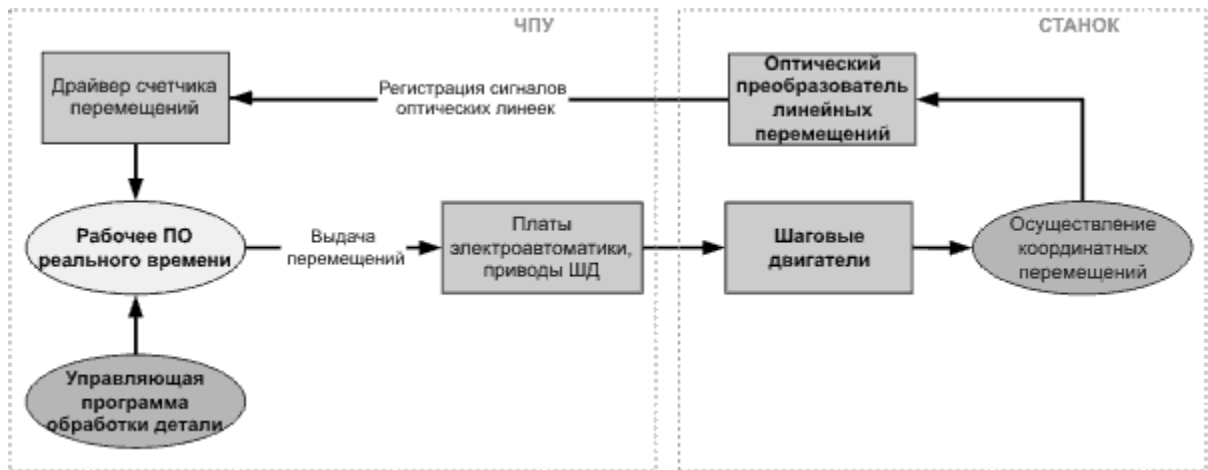 ЧПУ
СТАНОК
Драйвер счетчика
перемещений
Регистрация сигналов
оптических линеек
Оптический
преобразователь
линейных
перемещений
Рабочее ПО
реального времени
Выдача
перемещений
Платы
электроавтоматики,
приводы ШД
Шаговые
двигатели
Осуществление
координатных
перемещений
Управляющая
программа
обработки детали